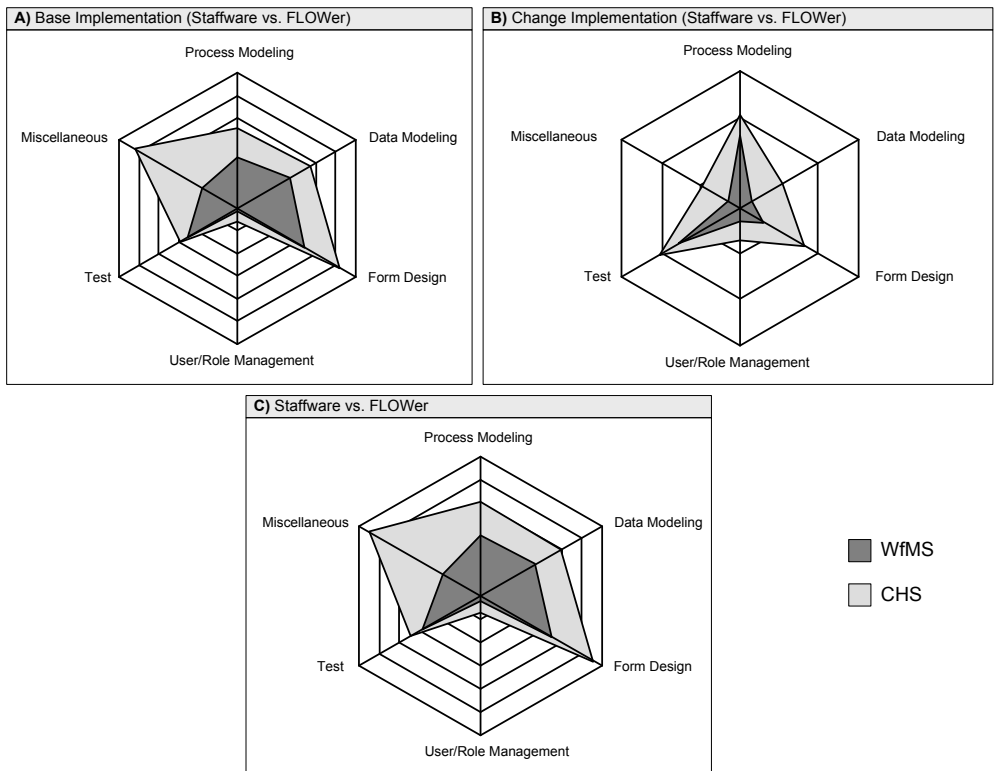 A) Base Implementation (Staffware vs. FLOWer)
Process Modeling
Miscellaneous
Data Modeling
Test
Form Design
User/Role Management
B) Change Implementation (Staffware vs. FLOWer)
Process Modeling
Miscellaneous
Data Modeling
Test
Form Design
User/Role Management
C) Staffware vs. FLOWer
Process Modeling
Miscellaneous
Data Modeling
Test
Form Design
User/Role Management
WfMS
CHS